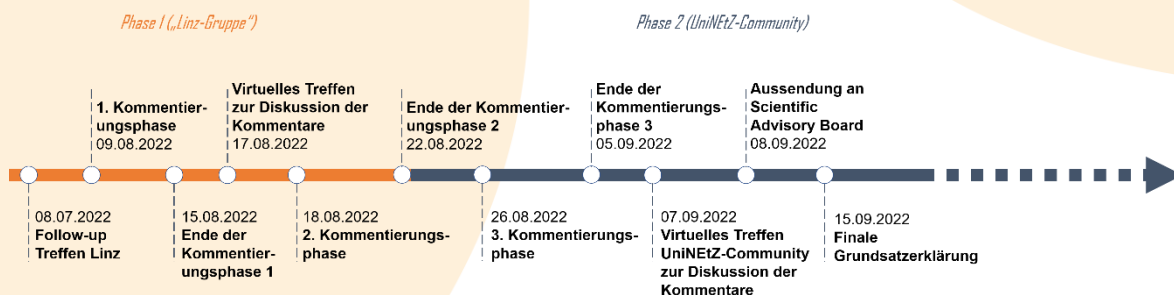 Phase 1 („Linz-Gruppe“)
Phase 2 (UniNEtZ-Community)
1. Kommentier-
ungsphase
09.08.2022
Virtuelles Treffen
zur Diskussion der
Kommentare
17.08.2022
Ende der Kommentier-
ungsphase 2
22.08.2022
Ende der
Kommentierungs-
phase 3
05.09.2022
Aussendung an
Scientific
Advisory Board
08.09.2022
08.07.2022
Follow-up
Treffen Linz
15.08.2022
Ende der
Kommentier-
ungsphase 1
18.08.2022
2. Kommentierungs-
phase
26.08.2022
3. Kommentierungs-
phase
07.09.2022
Virtuelles Treffen
UniNEtZ-Community
zur Diskussion der
Kommentare
15.09.2022
Finale
Grundsatzerklärung